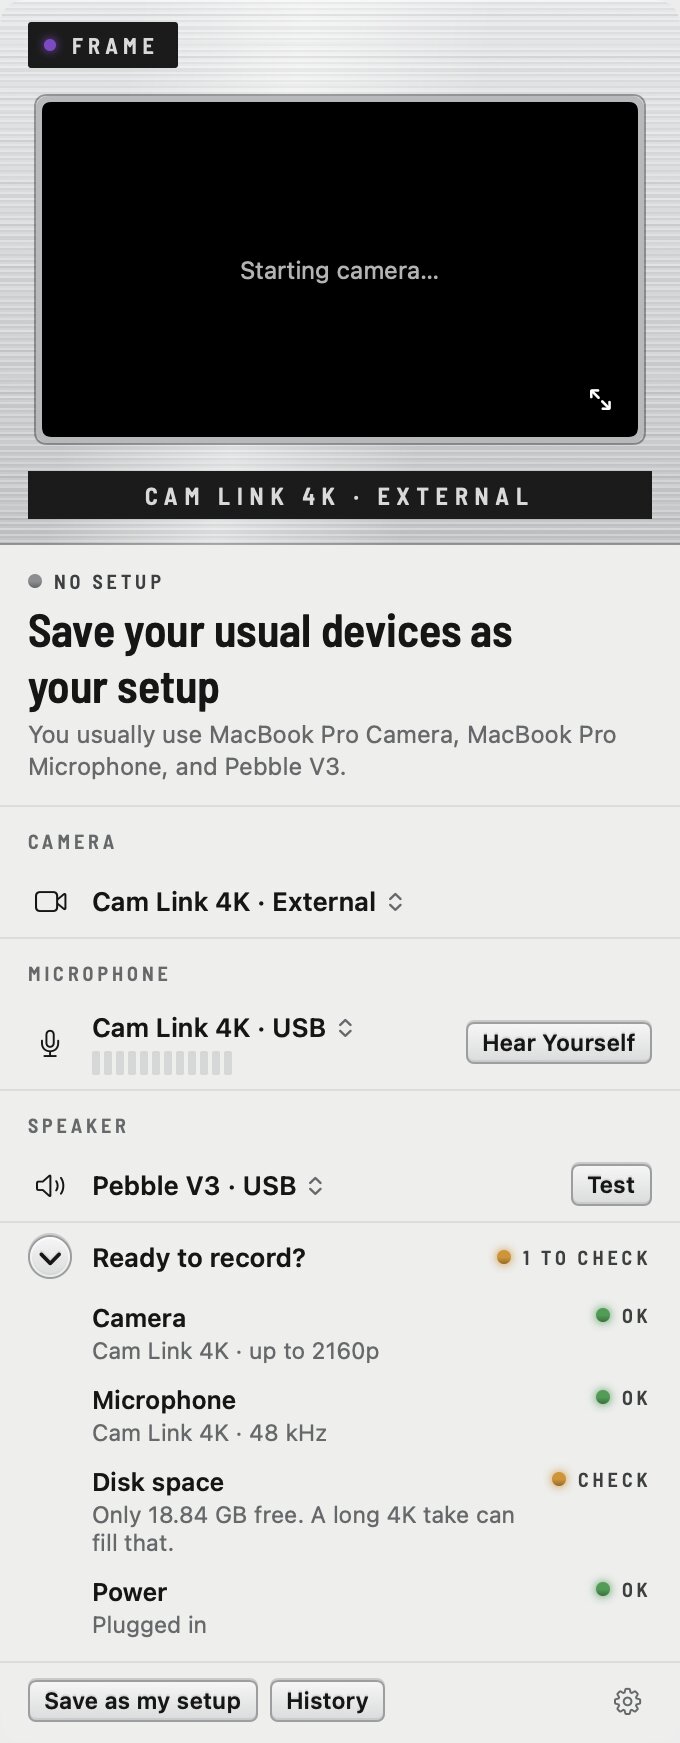 FRAME
Starting camera...
CAM LINK 4K · EXTERNAL
NO SETUP
Save your usual devices as
your setup
You usually use MacBook Pro Camera, MacBook Pro
Microphone, and Pebble V3.
CAMERA
Cam Link 4K · External
MICROPHONE
Cam Link 4K · USB
Hear Yourself
SPEAKER
Pebble V3 · USB
Test
Ready to record?
1 TO CHECK
Camera
OK
Cam Link 4K · up to 2160p
Microphone
OK
Cam Link 4K · 48 kHz
Disk space
CHECK
Only 18.84 GB free. A long 4K take can
fill that.
Power
OK
Plugged in
Save as my setup
History